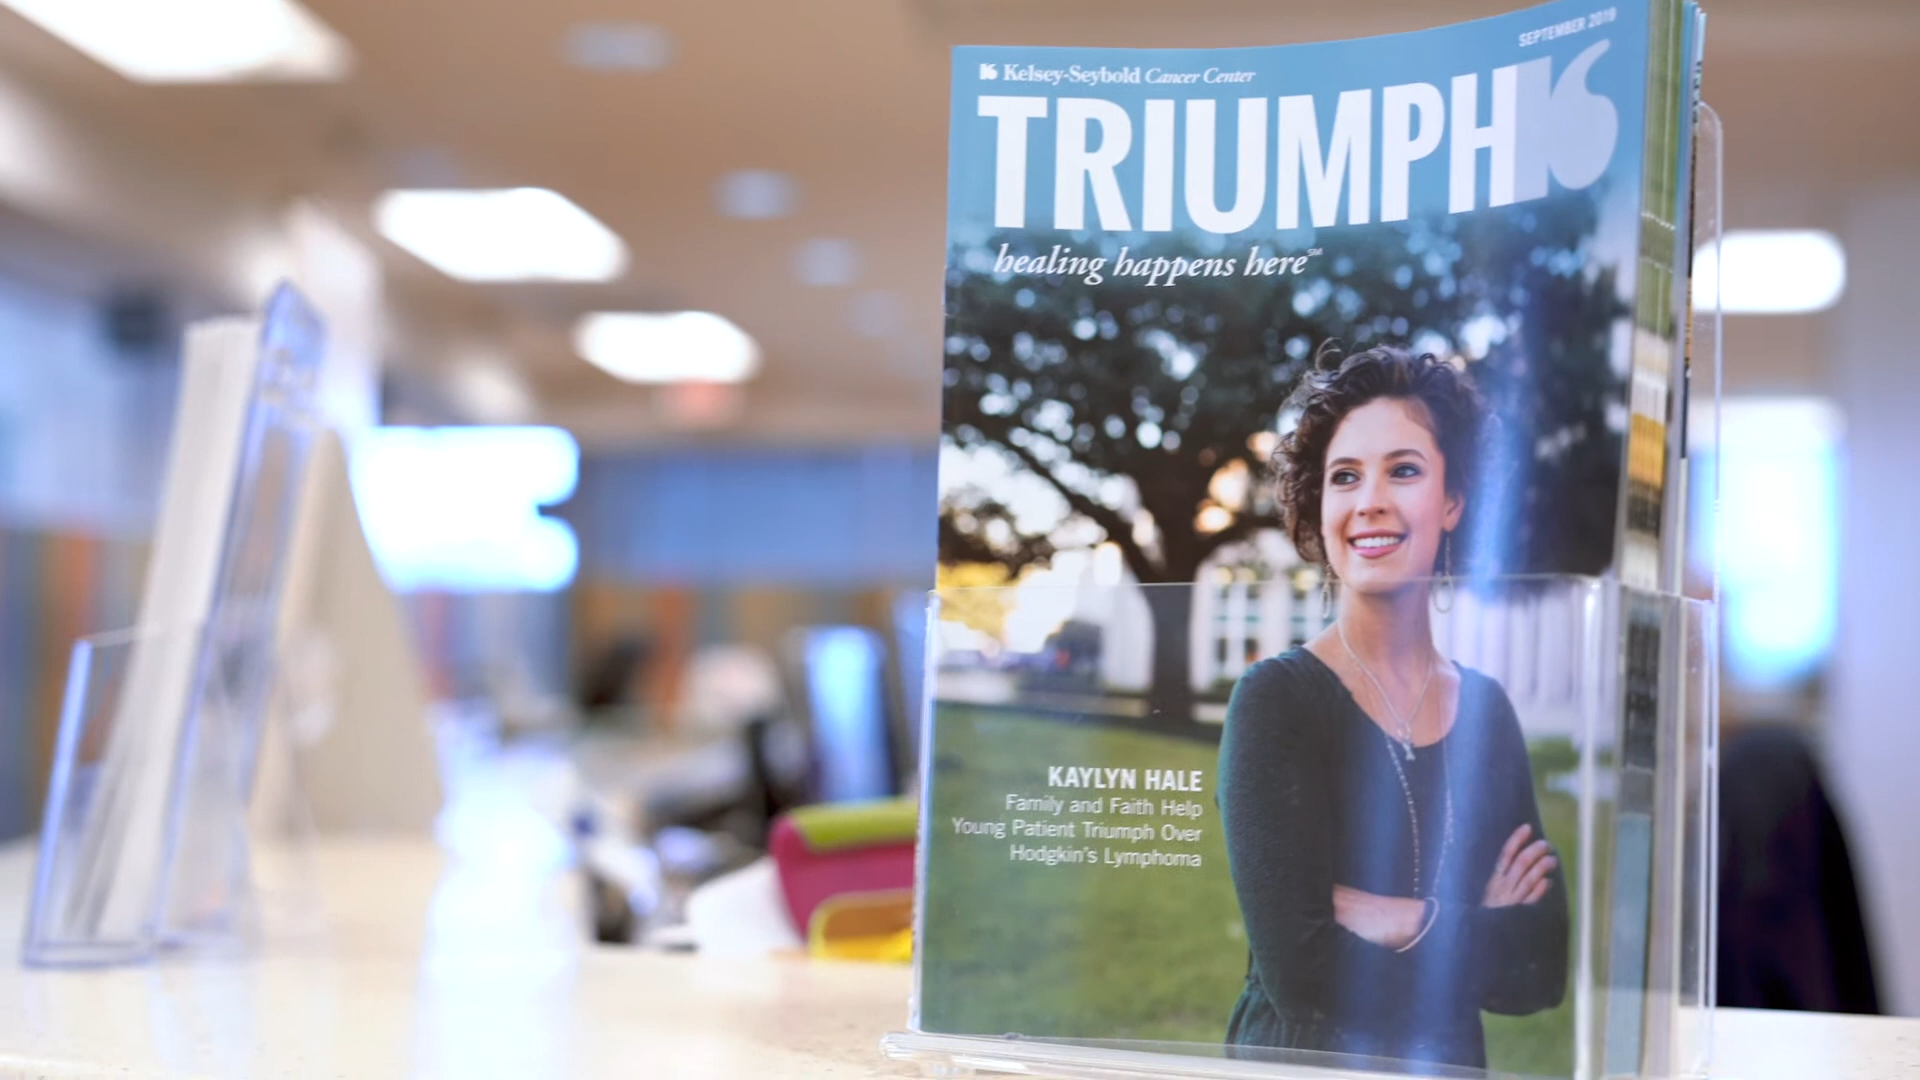 SEPTEMBER 2019
Kelsey-Seybold Cancer Center
TRIUMPH
healing happens here℠
KAYLYN HALE
Family and Faith Help
Young Patient Triumph Over
Hodgkin's Lymphoma